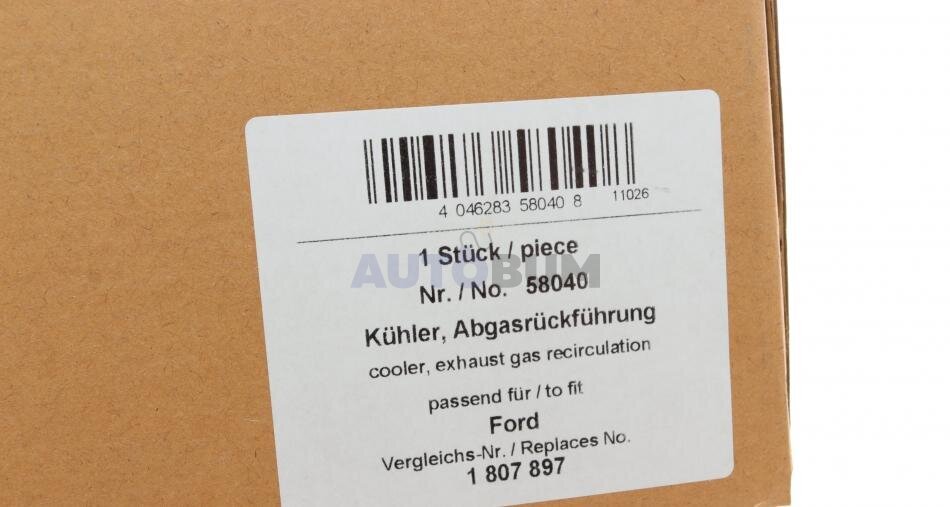 4 046283 58040 8 11026
1 Stück / piece
AUTOBUM
Nr. / No. 58040
Kühler, Abgasrückführung
cooler, exhaust gas recirculation
passend für / to fit
Ford
Vergleichs-Nr. / Replaces No.
1 807 897